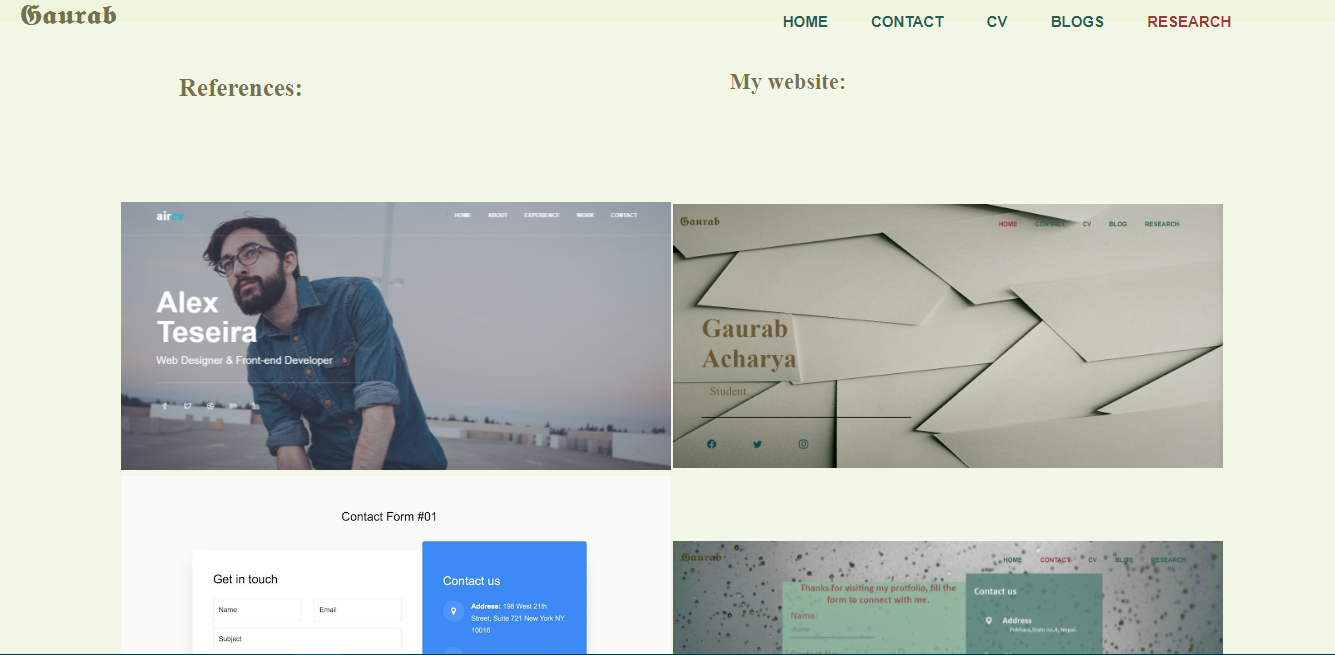 Gaurab
HOME CONTACT CV BLOGS RESEARCH
References:
My website:
aircv
HOME ABOUT EXPERIENCE WORK CONTACT
Alex
Teseira
Web Designer & Front-end Developer
Gaurab
HOME CONTACT CV BLOG RESEARCH
Gaurab
Acharya
Student.
Contact Form #01
Get in touch
Name Email
Subject
Contact us
Address: 198 West 21th
Street, Suite 721 New York NY
10016
Gaurab
HOME CONTACT CV BLOG RESEARCH
Thanks for visiting my protfolio, fill the
form to connect with me.
Name:
Name
Contact us
Address
Pokhara,State no.4, Nepal.